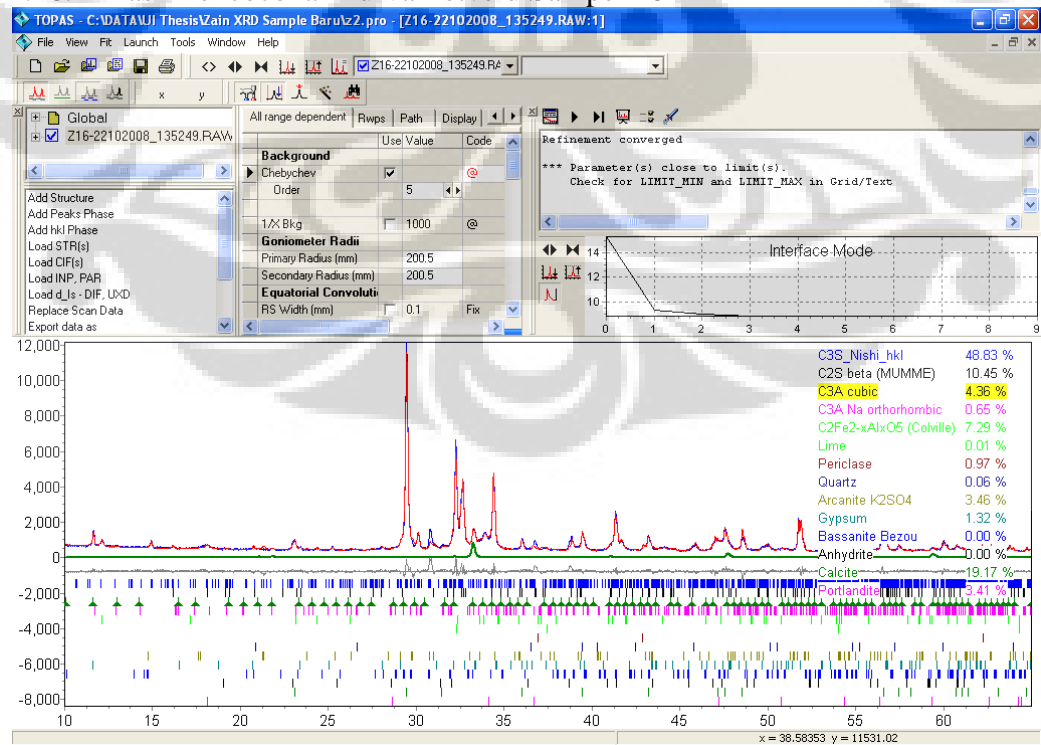 TOPAS - C:\DATA\UI Thesis\Zain XRD Sample Baru\z2.pro - [Z16-22102008_135249.RAW:1]
File View Fit Launch Tools Window Help
Z16-22102008_135249.RA
x y
Global
Z16-22102008_135249.RAW
Add Structure
Add Peaks Phase
Add hkl Phase
Load STR(s)
Load CIF(s)
Load INP, PAR
Load d_Is - DIF, UXD
Replace Scan Data
Export data as
All range dependent Rwps Path Display
Use Value Code
Background
Chebychev @
Order 5
1/X Bkg 1000 @
Goniometer Radii
Primary Radius (mm) 200.5
Secondary Radius (mm) 200.5
Equatorial Convoluti
RS Width (mm) 0.1 Fix
Refinement converged
*** Parameter(s) close to limit(s).
Check for LIMIT_MIN and LIMIT_MAX in Grid/Text
Interface Mode
14
12
10
0 1 2 3 4 5 6 7 8 9
12,000
10,000
8,000
6,000
4,000
2,000
0
-2,000
-4,000
-6,000
-8,000
C3S_Nishi_hkl 48.83 %
C2S beta (MUMME) 10.45 %
C3A cubic 4.36 %
C3A Na orthorhombic 0.65 %
C2Fe2-xAlxO5 (Colville) 7.29 %
Lime 0.01 %
Periclase 0.97 %
Quartz 0.06 %
Arcanite K2SO4 3.46 %
Gypsum 1.32 %
Bassanite Bezou 0.00 %
Anhydrite 0.00 %
Calcite 19.17 %
Portlandite 3.41 %
10 15 20 25 30 35 40 45 50 55 60
x = 38.58353 y = 11531.02